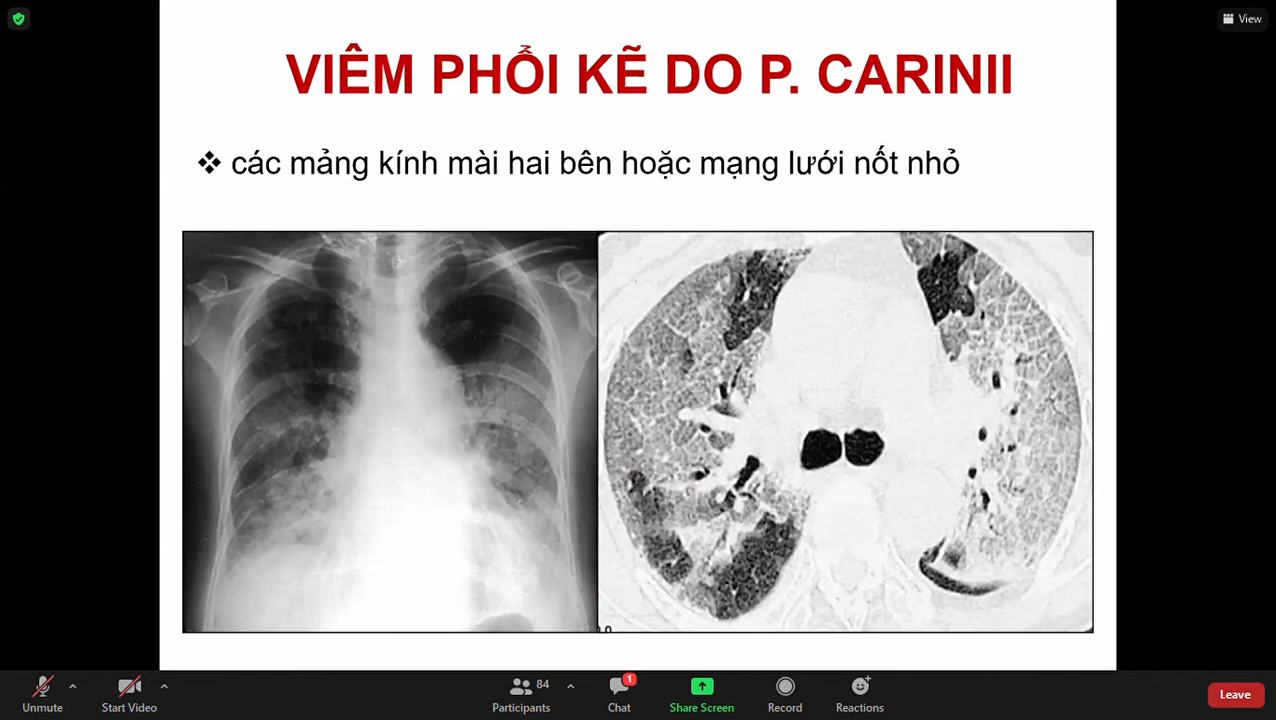 View
VIÊM PHỔI KẼ DO P. CARINII
❖ các mảng kính mài hai bên hoặc mạng lưới nốt nhỏ
Unmute
Start Video
84
Participants
1
Chat
Share Screen
Record
Reactions
Leave